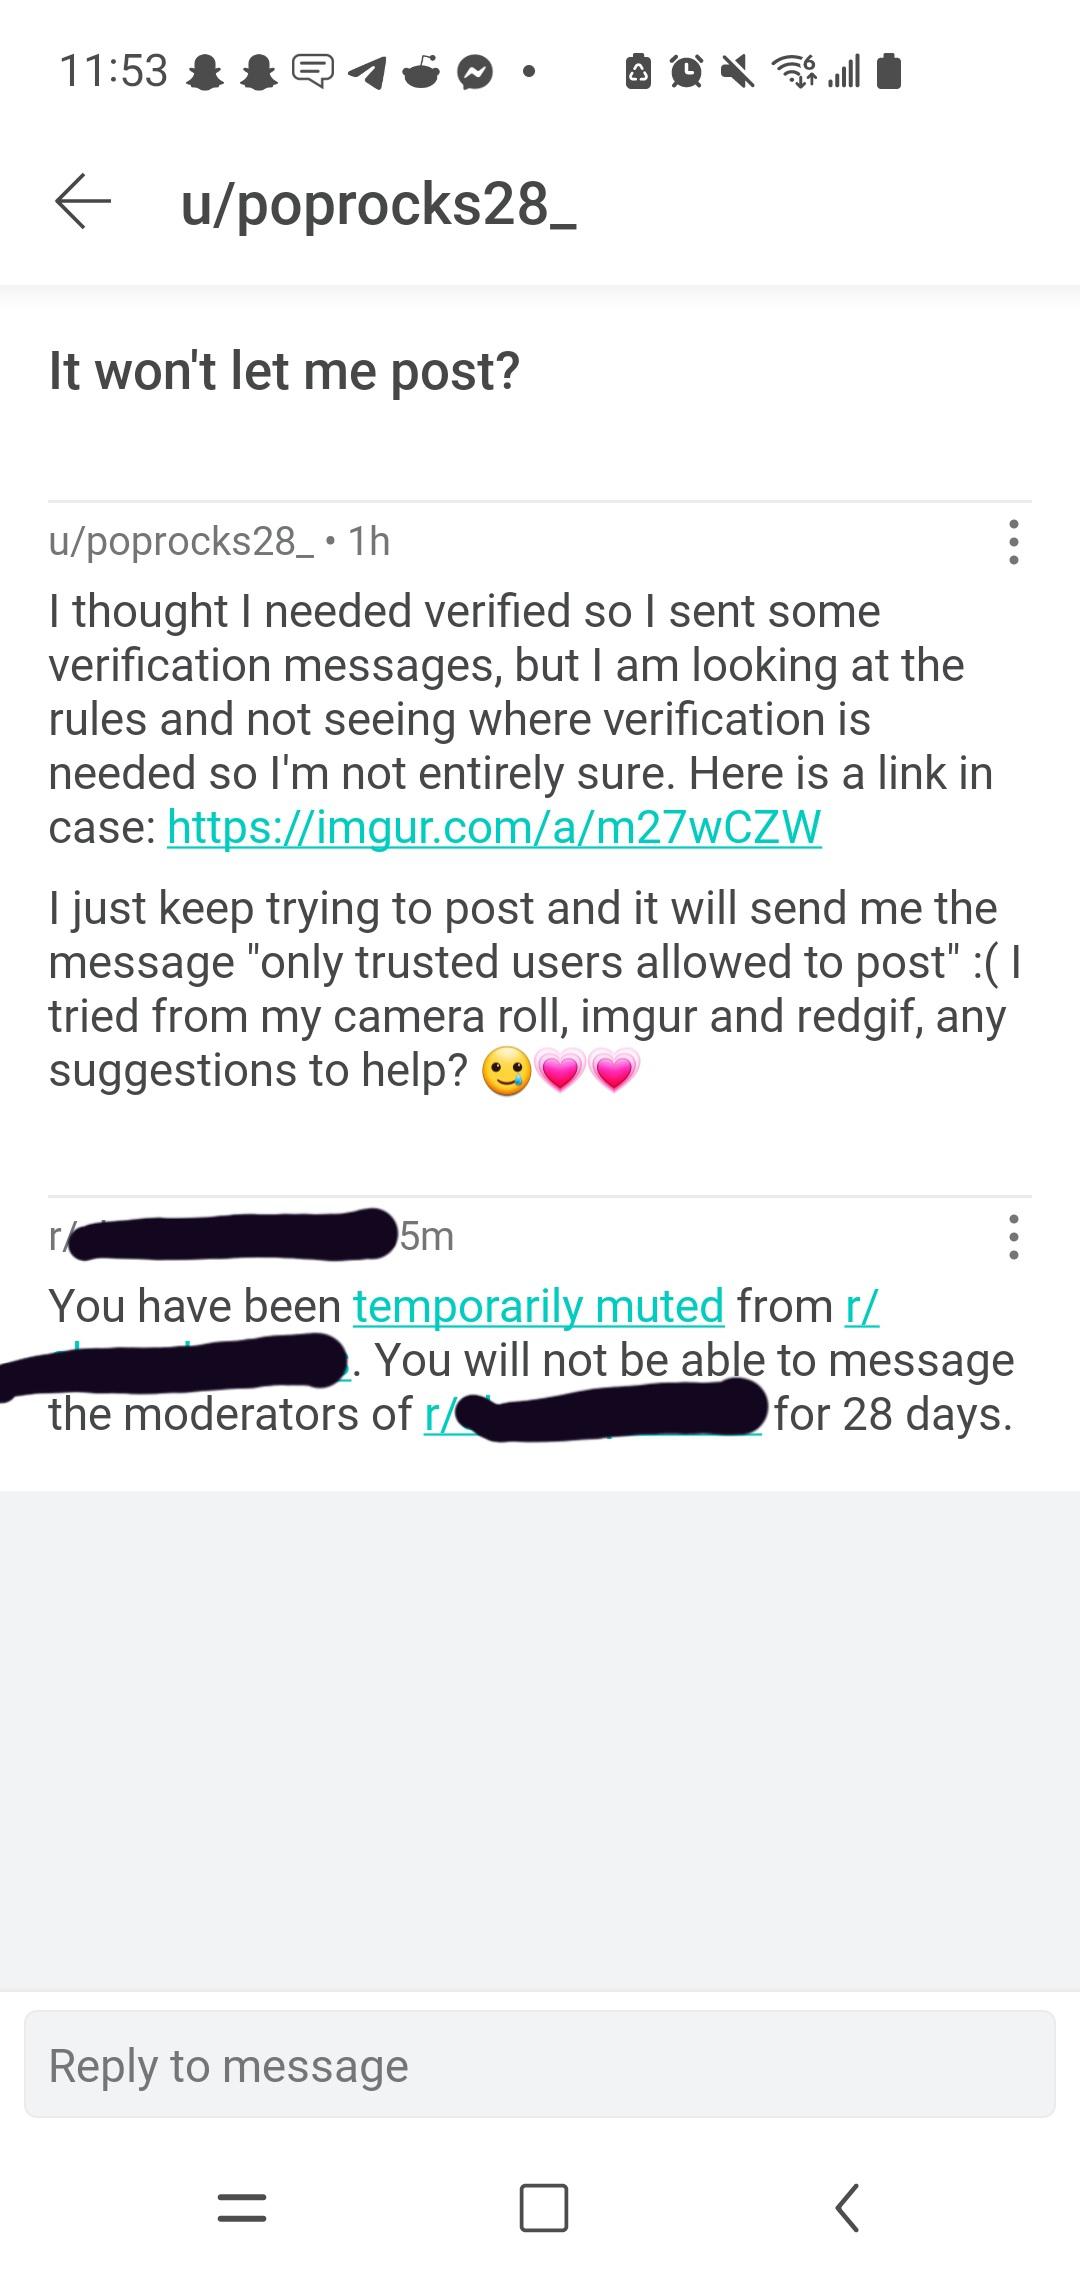 11:53
u/poprocks28_
It won't let me post?
u/poprocks28_ • 1h
I thought I needed verified so I sent some
verification messages, but I am looking at the
rules and not seeing where verification is
needed so I'm not entirely sure. Here is a link in
case: https://imgur.com/a/m27wCZW
I just keep trying to post and it will send me the
message "only trusted users allowed to post" :( I
tried from my camera roll, imgur and redgif, any
suggestions to help? 🥲💗💗
r/ 5m
You have been temporarily muted from r/
. You will not be able to message
the moderators of r/ for 28 days.
Reply to message